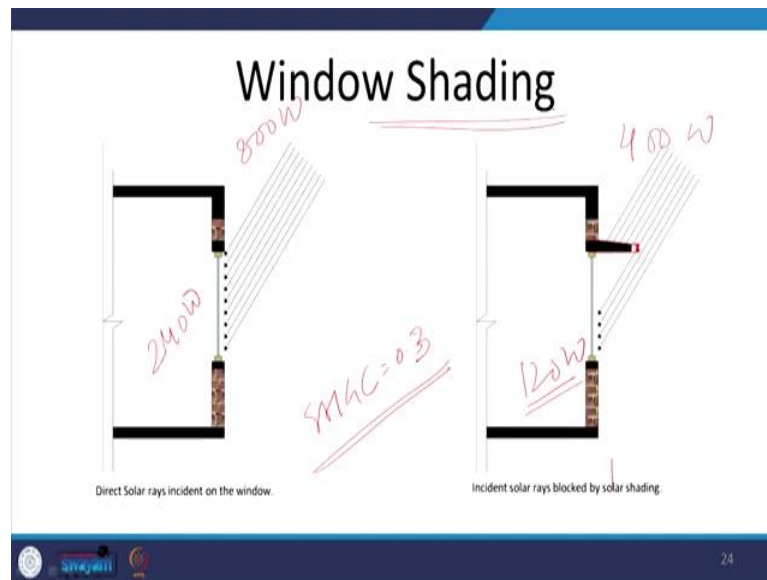 Window Shading
800W
400 W
240W
SHGC=0.3
120W
Direct Solar rays incident on the window.
Incident solar rays blocked by solar shading.
swayam
24